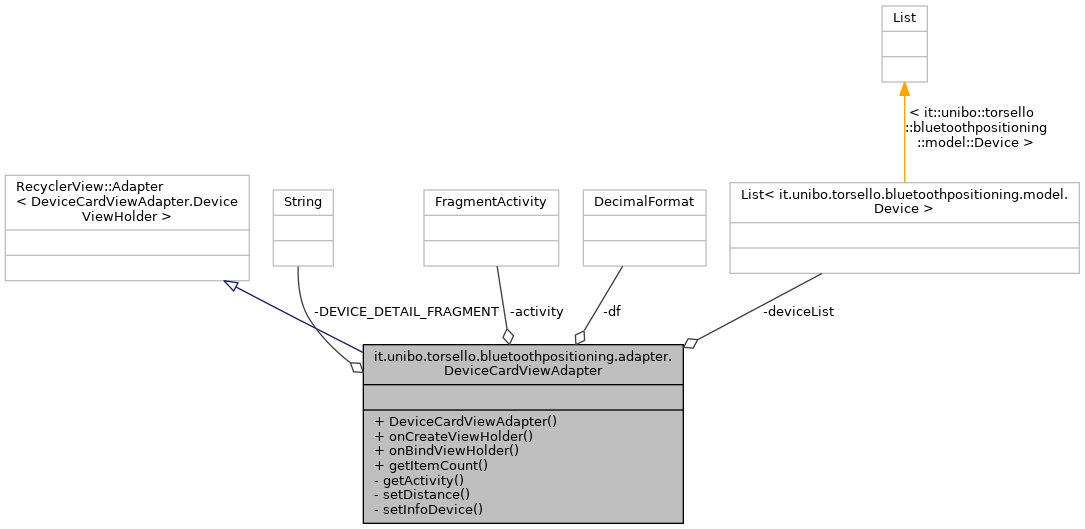 List
< it::unibo::torsello
::bluetoothpositioning
::model::Device >
RecyclerView::Adapter
< DeviceCardViewAdapter.Device
ViewHolder >
String
FragmentActivity
DecimalFormat
List< it.unibo.torsello.bluetoothpositioning.model.
Device >
-DEVICE_DETAIL_FRAGMENT
-activity
-df
-deviceList
it.unibo.torsello.bluetoothpositioning.adapter.
DeviceCardViewAdapter
+ DeviceCardViewAdapter()
+ onCreateViewHolder()
+ onBindViewHolder()
+ getItemCount()
- getActivity()
- setDistance()
- setInfoDevice()